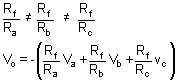 Rf/Ra ≠ Rf/Rb ≠ Rf/Rc
Vo = -(Rf/Ra Va + Rf/Rb Vb + Rf/Rc vc)